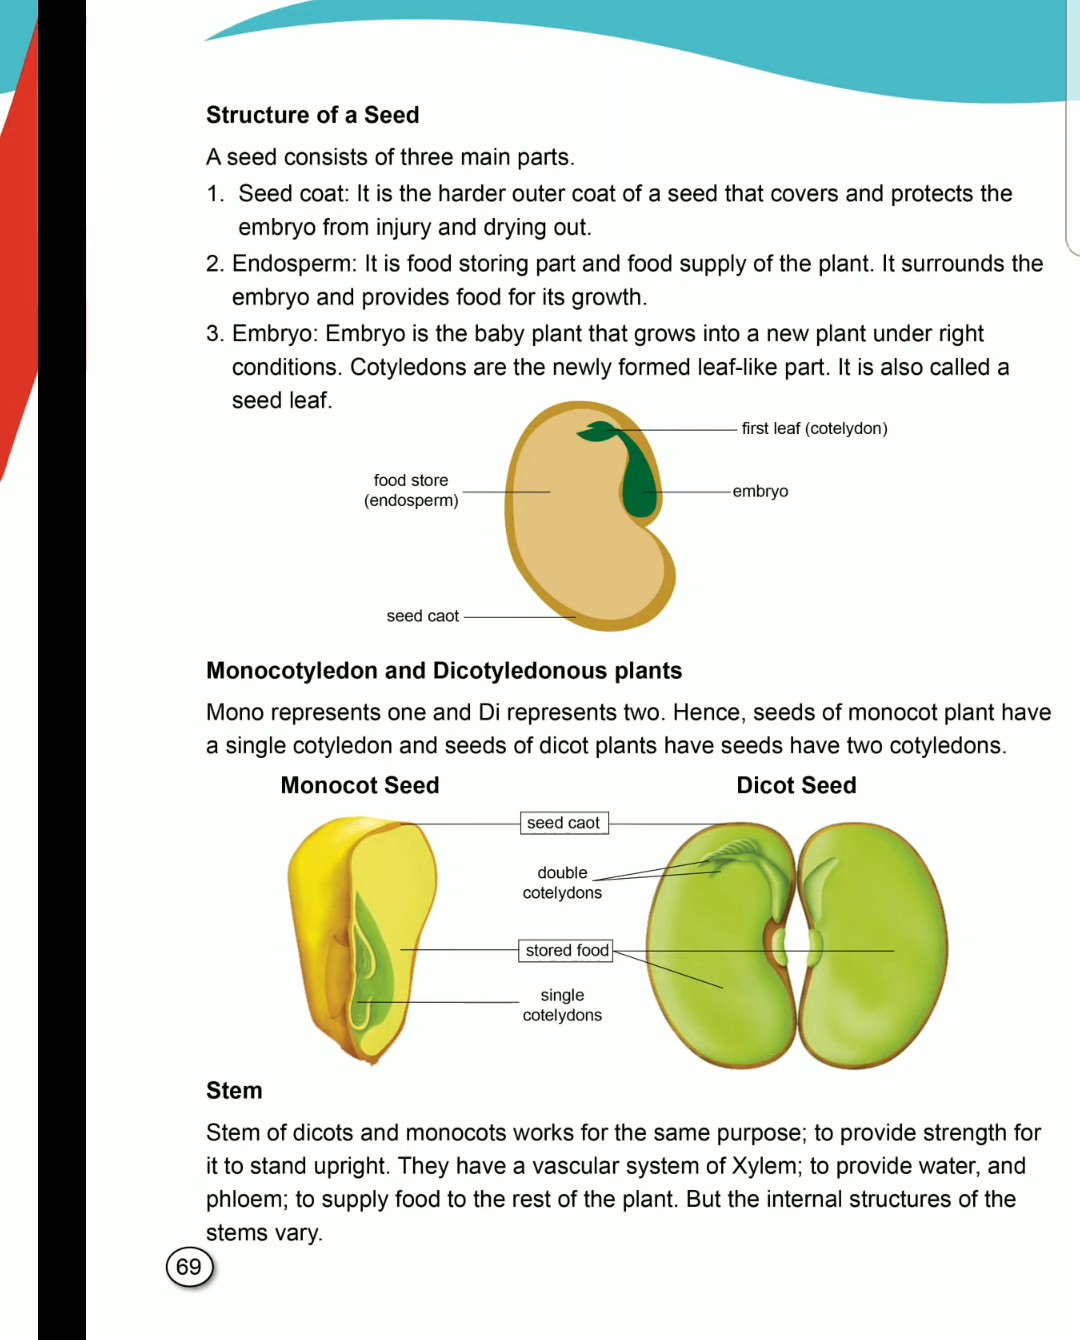 Structure of a Seed
A seed consists of three main parts.
1. Seed coat: It is the harder outer coat of a seed that covers and protects the
embryo from injury and drying out.
2. Endosperm: It is food storing part and food supply of the plant. It surrounds the
embryo and provides food for its growth.
3. Embryo: Embryo is the baby plant that grows into a new plant under right
conditions. Cotyledons are the newly formed leaf-like part. It is also called a
seed leaf.
first leaf (cotelydon)
food store
(endosperm)
embryo
seed caot
Monocotyledon and Dicotyledonous plants
Mono represents one and Di represents two. Hence, seeds of monocot plant have
a single cotyledon and seeds of dicot plants have seeds have two cotyledons.
Monocot Seed
Dicot Seed
seed caot
double
cotelydons
stored food
single
cotelydons
Stem
Stem of dicots and monocots works for the same purpose; to provide strength for
it to stand upright. They have a vascular system of Xylem; to provide water, and
phloem; to supply food to the rest of the plant. But the internal structures of the
stems vary.
69